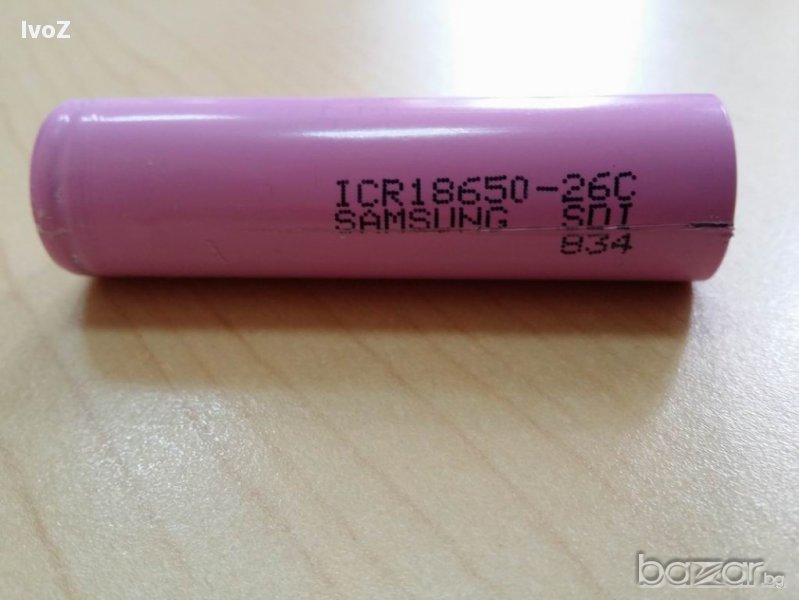 IvoZ
ICR18650-26C
SAMSUNG SDI
834
bazar.bg